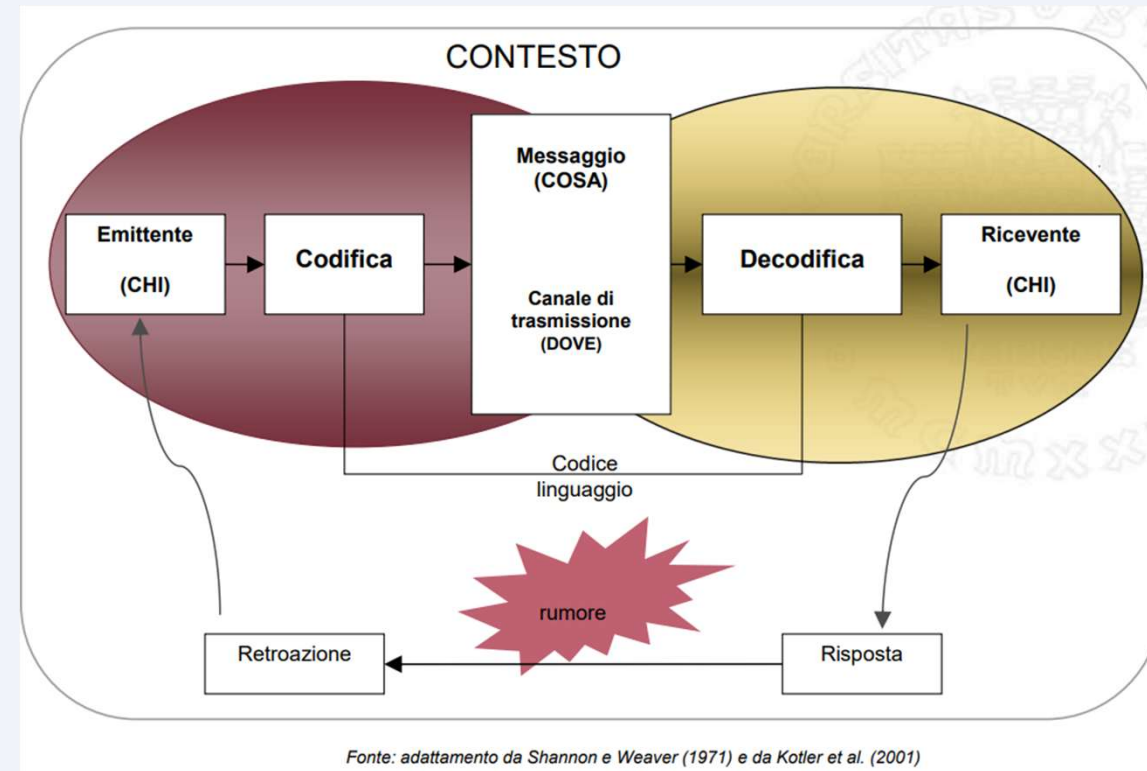 CONTESTO
Messaggio
(COSA)
Emittente
(CHI)
Codifica
Canale di
trasmissione
(DOVE)
Decodifica
Ricevente
(CHI)
Codice
linguaggio
rumore
Retroazione
Risposta
Fonte: adattamento da Shannon e Weaver (1971) e da Kotler et al. (2001)